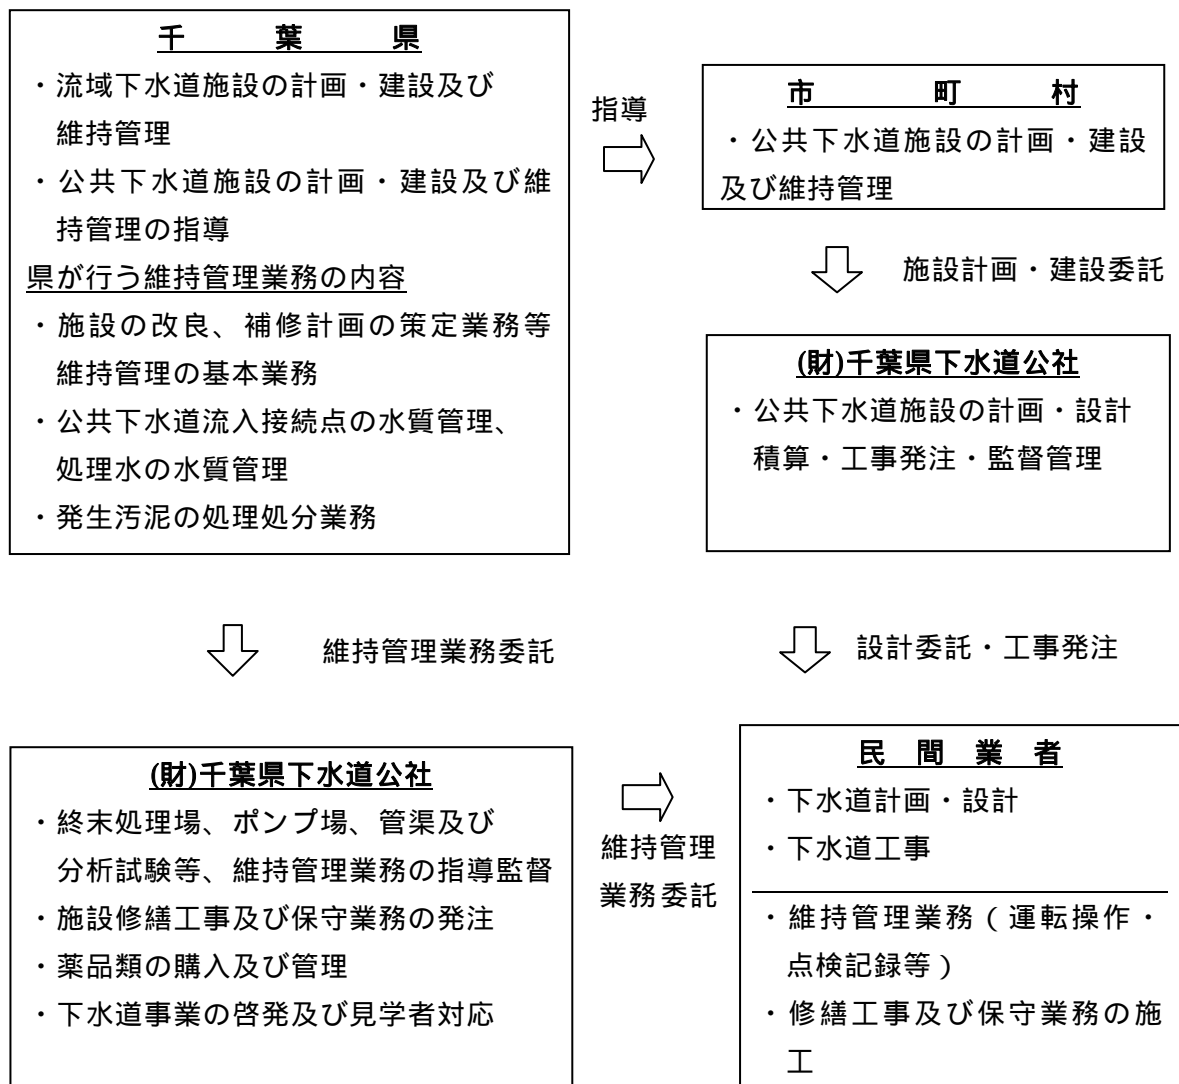 千葉県
・流域下水道施設の計画・建設及び
維持管理
・公共下水道施設の計画・建設及び維
持管理の指導
県が行う維持管理業務の内容
・施設の改良、補修計画の策定業務等
維持管理の基本業務
・公共下水道流入接続点の水質管理、
処理水の水質管理
・発生汚泥の処理処分業務
指導
市町村
・公共下水道施設の計画・建設
及び維持管理
施設計画・建設委託
(財)千葉県下水道公社
・公共下水道施設の計画・設計
積算・工事発注・監督管理
維持管理業務委託
設計委託・工事発注
(財)千葉県下水道公社
・終末処理場、ポンプ場、管渠及び
分析試験等、維持管理業務の指導監督
・施設修繕工事及び保守業務の発注
・薬品類の購入及び管理
・下水道事業の啓発及び見学者対応
維持管理
業務委託
民間業者
・下水道計画・設計
・下水道工事
・維持管理業務（運転操作・
点検記録等）
・修繕工事及び保守業務の施
工